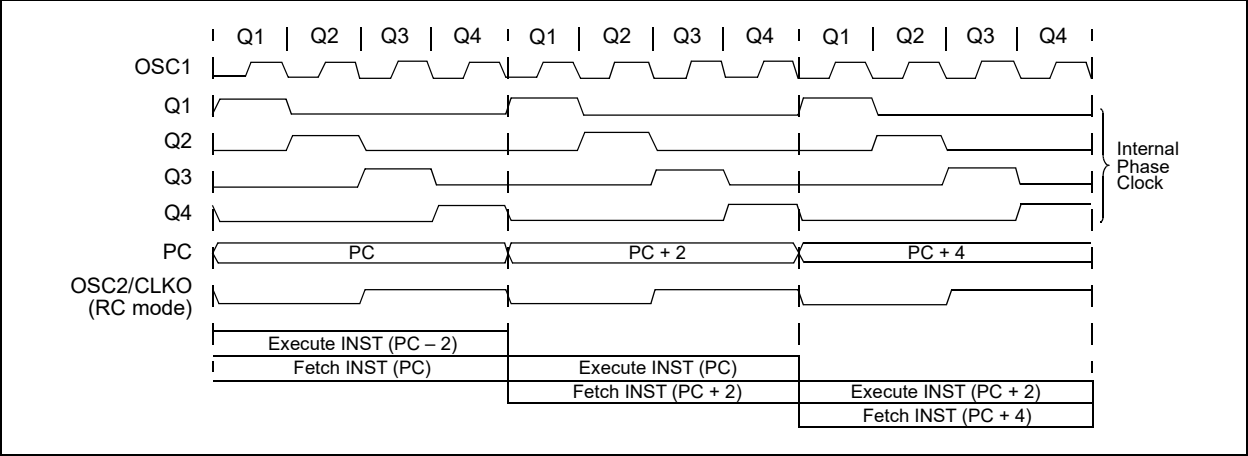 Q1 Q2 Q3 Q4 Q1 Q2 Q3 Q4 Q1 Q2 Q3 Q4
OSC1
Q1
Q2
Q3
Q4
Internal
Phase
Clock
PC PC PC + 2 PC + 4
OSC2/CLKO
(RC mode)
Execute INST (PC – 2)
Fetch INST (PC) Execute INST (PC)
Fetch INST (PC + 2) Execute INST (PC + 2)
Fetch INST (PC + 4)